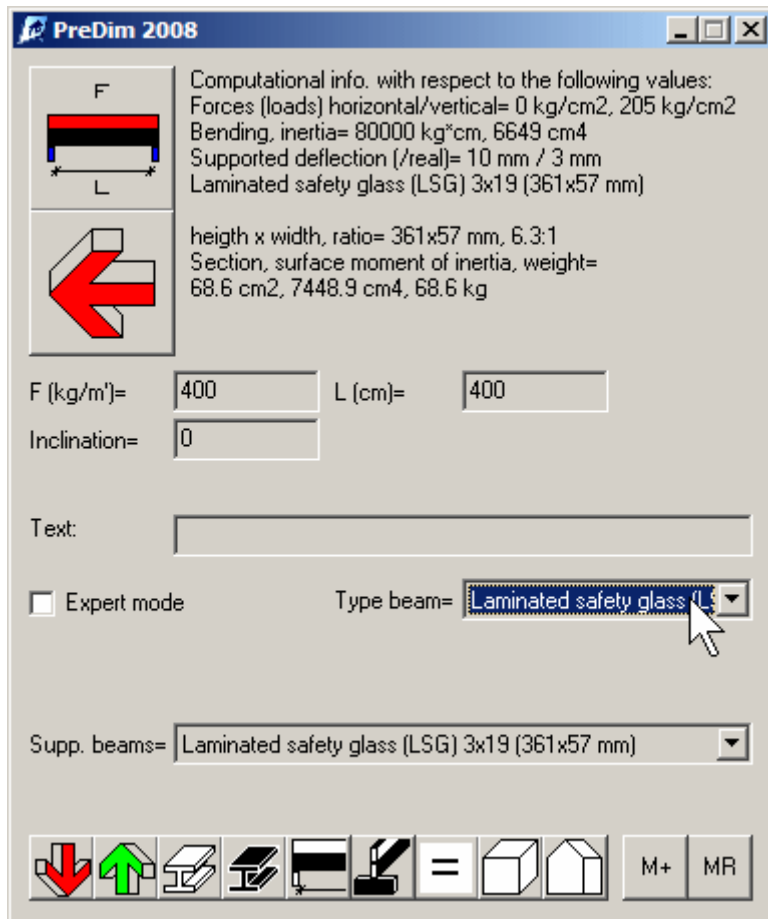 PreDim 2008
F
L
Computational info. with respect to the following values:
Forces (loads) horizontal/vertical= 0 kg/cm2, 205 kg/cm2
Bending, inertia= 80000 kg*cm, 6649 cm4
Supported deflection (/real)= 10 mm / 3 mm
Laminated safety glass (LSG) 3x19 (361x57 mm)
heigth x width, ratio= 361x57 mm, 6.3:1
Section, surface moment of inertia, weight=
68.6 cm2, 7448.9 cm4, 68.6 kg
F (kg/m')= 400 L (cm)= 400
Inclination= 0
Text:
Expert mode Type beam= Laminated safety glass (LS
Supp. beams= Laminated safety glass (LSG) 3x19 (361x57 mm)
= M+ MR